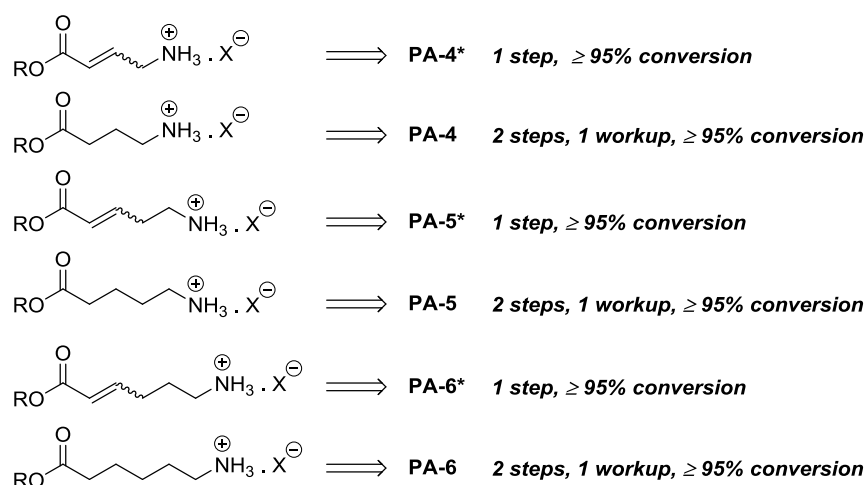 O
RO
⊕
NH3 . X⊖
PA-4* 1 step, ≥ 95% conversion
O
RO
⊕
NH3 . X⊖
PA-4 2 steps, 1 workup, ≥ 95% conversion
O
RO
⊕
NH3 . X⊖
PA-5* 1 step, ≥ 95% conversion
O
RO
⊕
NH3 . X⊖
PA-5 2 steps, 1 workup, ≥ 95% conversion
O
RO
⊕
NH3 . X⊖
PA-6* 1 step, ≥ 95% conversion
O
RO
⊕
NH3 . X⊖
PA-6 2 steps, 1 workup, ≥ 95% conversion